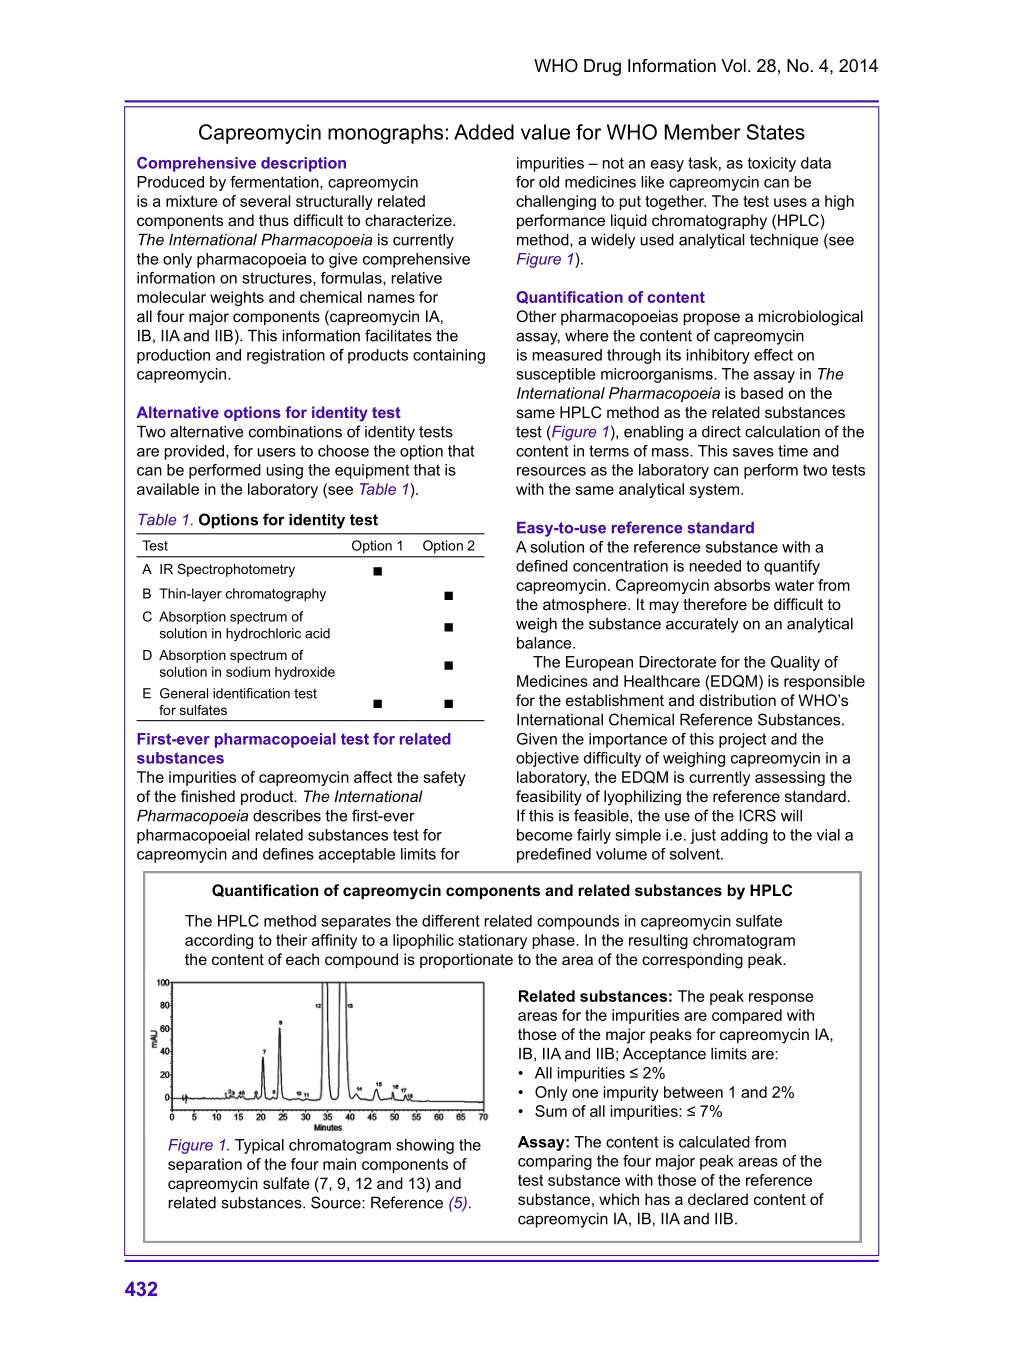 WHO Drug Information Vol. 28, No. 4, 2014
Capreomycin monographs: Added value for WHO Member States
Comprehensive description
Produced by fermentation, capreomycin
is a mixture of several structurally related
components and thus difficult to characterize.
The International Pharmacopoeia is currently
the only pharmacopoeia to give comprehensive
information on structures, formulas, relative
molecular weights and chemical names for
all four major components (capreomycin IA,
IB, IIA and IIB). This information facilitates the
production and registration of products containing
capreomycin.
Alternative options for identity test
Two alternative combinations of identity tests
are provided, for users to choose the option that
can be performed using the equipment that is
available in the laboratory (see Table 1).
Table 1. Options for identity test
Test Option 1 Option 2
A IR Spectrophotometry ■
B Thin-layer chromatography ■
C Absorption spectrum of
solution in hydrochloric acid ■
D Absorption spectrum of
solution in sodium hydroxide ■
E General identification test
for sulfates ■ ■
First-ever pharmacopoeial test for related
substances
The impurities of capreomycin affect the safety
of the finished product. The International
Pharmacopoeia describes the first-ever
pharmacopoeial related substances test for
capreomycin and defines acceptable limits for
impurities – not an easy task, as toxicity data
for old medicines like capreomycin can be
challenging to put together. The test uses a high
performance liquid chromatography (HPLC)
method, a widely used analytical technique (see
Figure 1).
Quantification of content
Other pharmacopoeias propose a microbiological
assay, where the content of capreomycin
is measured through its inhibitory effect on
susceptible microorganisms. The assay in The
International Pharmacopoeia is based on the
same HPLC method as the related substances
test (Figure 1), enabling a direct calculation of the
content in terms of mass. This saves time and
resources as the laboratory can perform two tests
with the same analytical system.
Easy-to-use reference standard
A solution of the reference substance with a
defined concentration is needed to quantify
capreomycin. Capreomycin absorbs water from
the atmosphere. It may therefore be difficult to
weigh the substance accurately on an analytical
balance.
The European Directorate for the Quality of
Medicines and Healthcare (EDQM) is responsible
for the establishment and distribution of WHO's
International Chemical Reference Substances.
Given the importance of this project and the
objective difficulty of weighing capreomycin in a
laboratory, the EDQM is currently assessing the
feasibility of lyophilizing the reference standard.
If this is feasible, the use of the ICRS will
become fairly simple i.e. just adding to the vial a
predefined volume of solvent.
Quantification of capreomycin components and related substances by HPLC
The HPLC method separates the different related compounds in capreomycin sulfate
according to their affinity to a lipophilic stationary phase. In the resulting chromatogram
the content of each compound is proportionate to the area of the corresponding peak.
100
80
60
40
20
0
mAU
7
9
12
13
14
15
16
17
0 5 10 15 20 25 30 35 40 45 50 55 60 65 70
Minutes
Figure 1. Typical chromatogram showing the
separation of the four main components of
capreomycin sulfate (7, 9, 12 and 13) and
related substances. Source: Reference (5).
Related substances: The peak response
areas for the impurities are compared with
those of the major peaks for capreomycin IA,
IB, IIA and IIB; Acceptance limits are:
• All impurities ≤ 2%
• Only one impurity between 1 and 2%
• Sum of all impurities: ≤ 7%
Assay: The content is calculated from
comparing the four major peak areas of the
test substance with those of the reference
substance, which has a declared content of
capreomycin IA, IB, IIA and IIB.
432